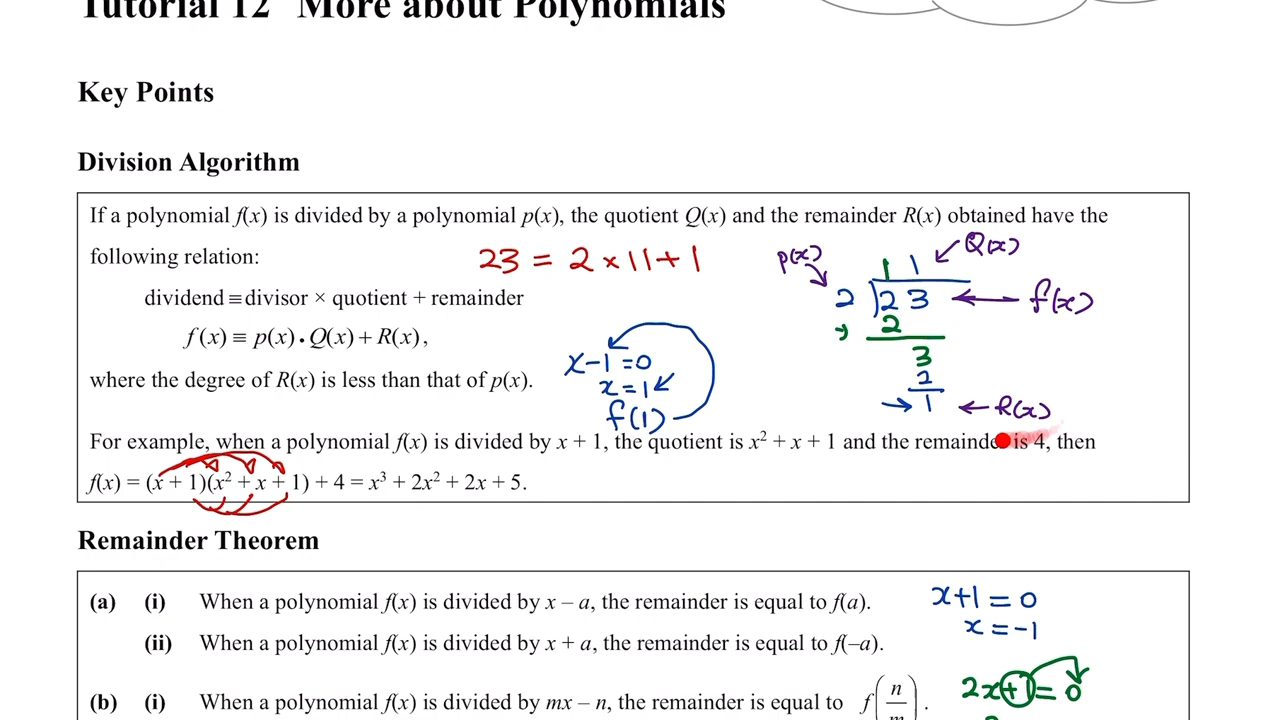 Tutorial 12 More about Polynomials
Key Points
Division Algorithm
If a polynomial f(x) is divided by a polynomial p(x), the quotient Q(x) and the remainder R(x) obtained have the
following relation:
23 = 2 × 11 + 1
p(x)
Q(x)
11
2 23
f(x)
2
3
2
1
R(x)
dividend ≡ divisor × quotient + remainder
f(x) ≡ p(x)•Q(x) + R(x),
x-1=0
x=1
f(1)
where the degree of R(x) is less than that of p(x).
For example, when a polynomial f(x) is divided by x + 1, the quotient is x² + x + 1 and the remainde is 4, then
f(x) = (x + 1)(x² + x + 1) + 4 = x³ + 2x² + 2x + 5.
Remainder Theorem
(a) (i) When a polynomial f(x) is divided by x – a, the remainder is equal to f(a).
x+1=0
(ii) When a polynomial f(x) is divided by x + a, the remainder is equal to f(–a).
x=-1
2x+1=0
(b) (i) When a polynomial f(x) is divided by mx – n, the remainder is equal to f(n/m).